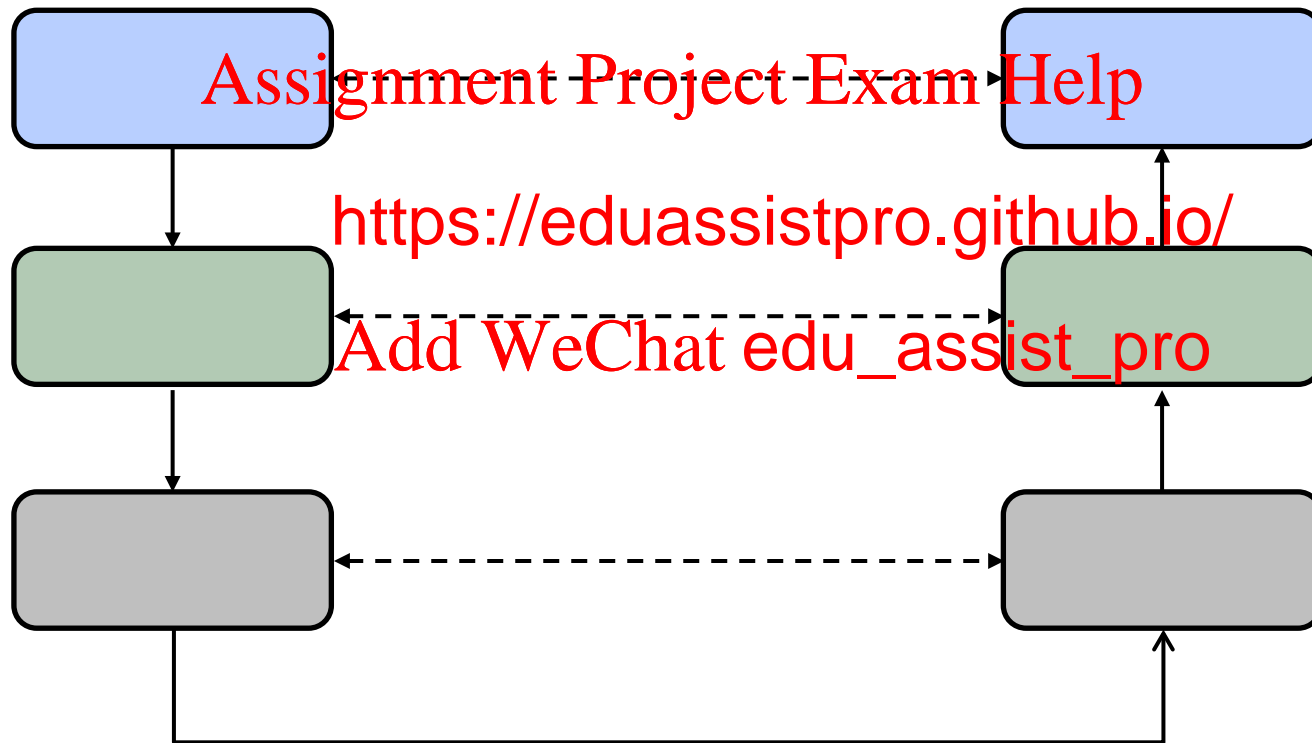 Assignment Project Exam Help
https://eduassistpro.github.io/
Add WeChat edu_assist_pro